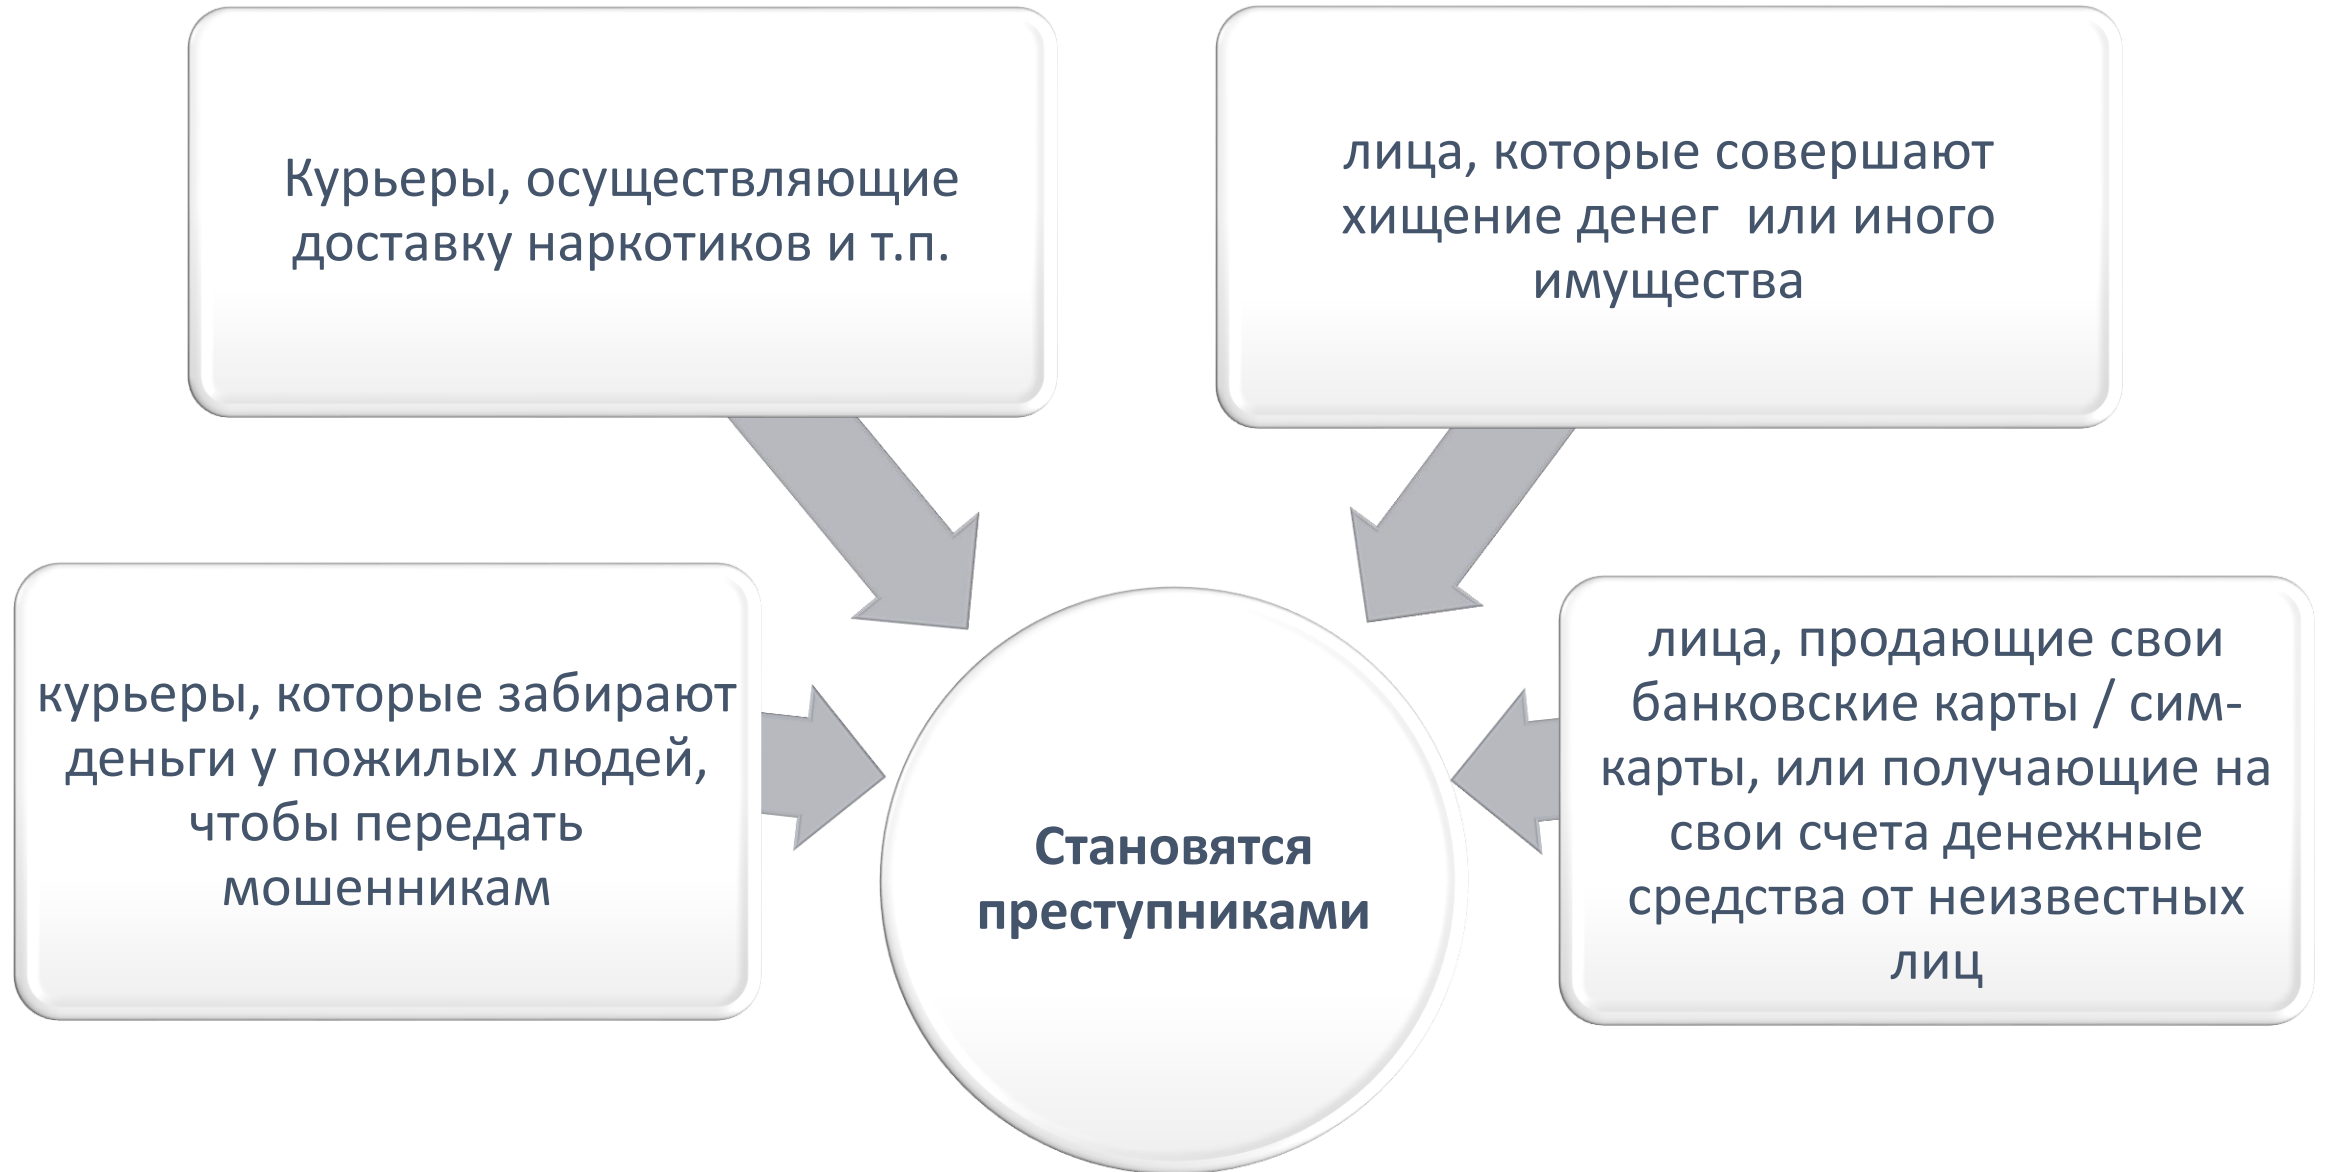 Курьеры, осуществляющие
доставку наркотиков и т.п.
лица, которые совершают
хищение денег  или иного
имущества
курьеры, которые забирают
деньги у пожилых людей,
чтобы передать
мошенникам
Становятся
преступниками
лица, продающие свои
банковские карты / сим-
карты, или получающие на
свои счета денежные
средства от неизвестных
лиц